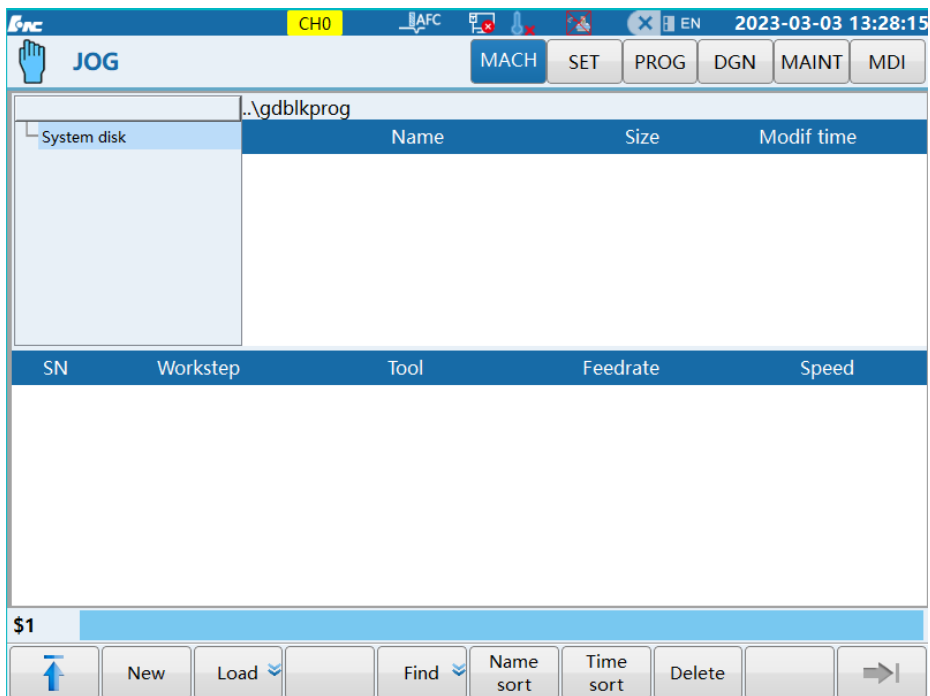 HNC CH0 AFC EN 2023-03-03 13:28:15
JOG MACH SET PROG DGN MAINT MDI
..\gdblkprog
System disk Name Size Modif time
SN Workstep Tool Feedrate Speed
$1
New Load Find Name sort Time sort Delete